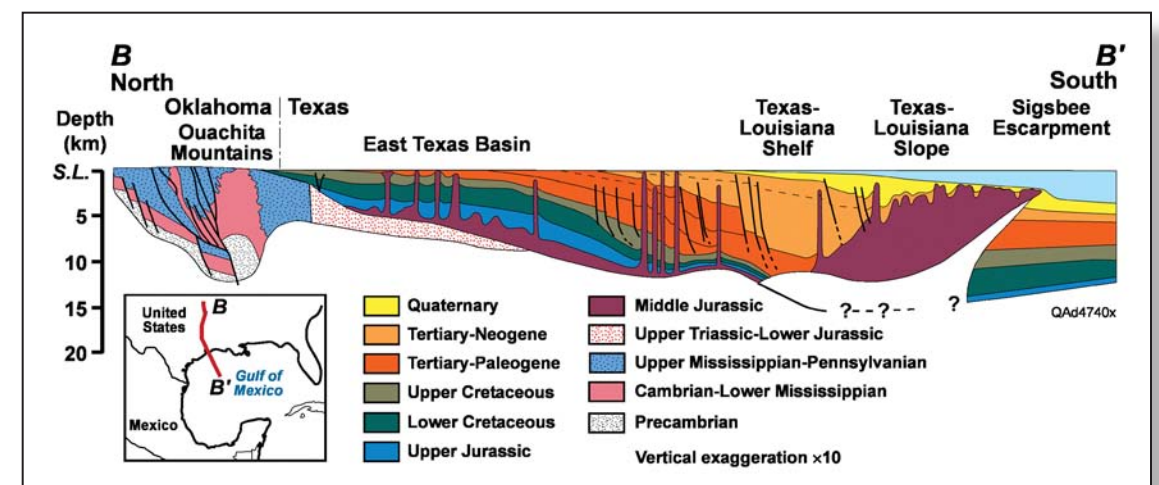 B
North
B'
South
Depth
(km)
Oklahoma
Texas
Ouachita
Mountains
East Texas Basin
Texas-
Louisiana
Shelf
Texas-
Louisiana
Slope
Sigsbee
Escarpment
S.L.
5
10
15
20
?--?--
?
QAd4740x
United
States
B
B'
Gulf of
Mexico
Mexico
Quaternary
Tertiary-Neogene
Tertiary-Paleogene
Upper Cretaceous
Lower Cretaceous
Upper Jurassic
Middle Jurassic
Upper Triassic-Lower Jurassic
Upper Mississippian-Pennsylvanian
Cambrian-Lower Mississippian
Precambrian
Vertical exaggeration ×10